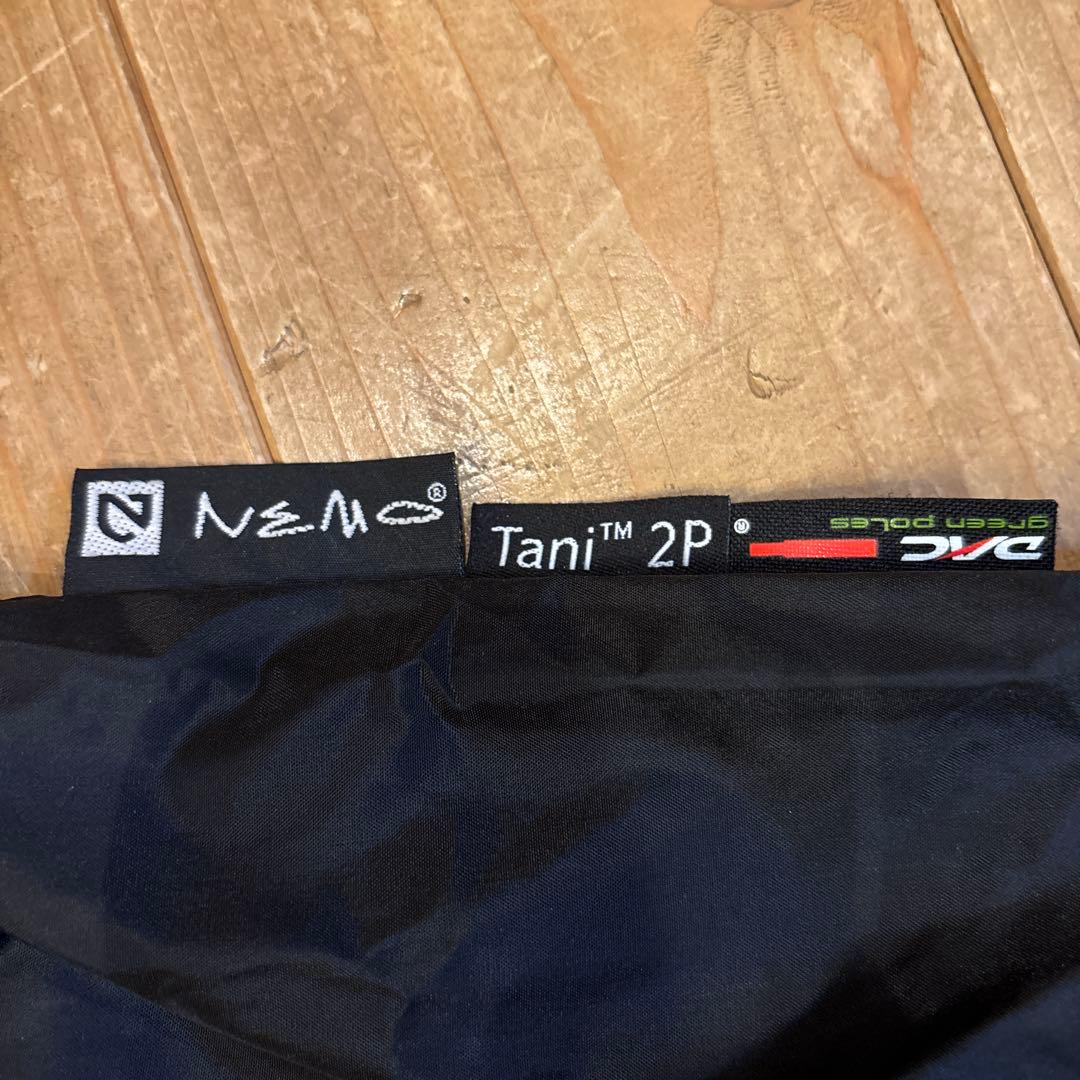 NEMO®
Tani™ 2P
DAC®
green poles